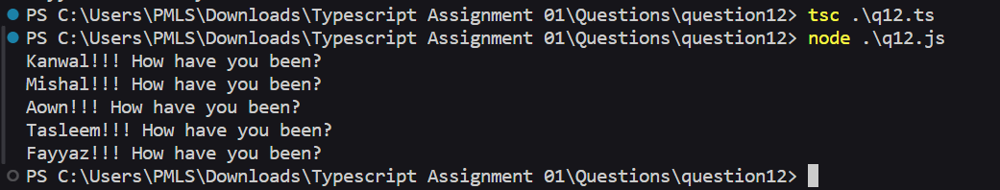 PS C:\Users\PMLS\Downloads\Typescript Assignment 01\Questions\question12> tsc .\q12.ts
PS C:\Users\PMLS\Downloads\Typescript Assignment 01\Questions\question12> node .\q12.js
Kanwal!!! How have you been?
Mishal!!! How have you been?
Aown!!! How have you been?
Tasleem!!! How have you been?
Fayyaz!!! How have you been?
PS C:\Users\PMLS\Downloads\Typescript Assignment 01\Questions\question12>